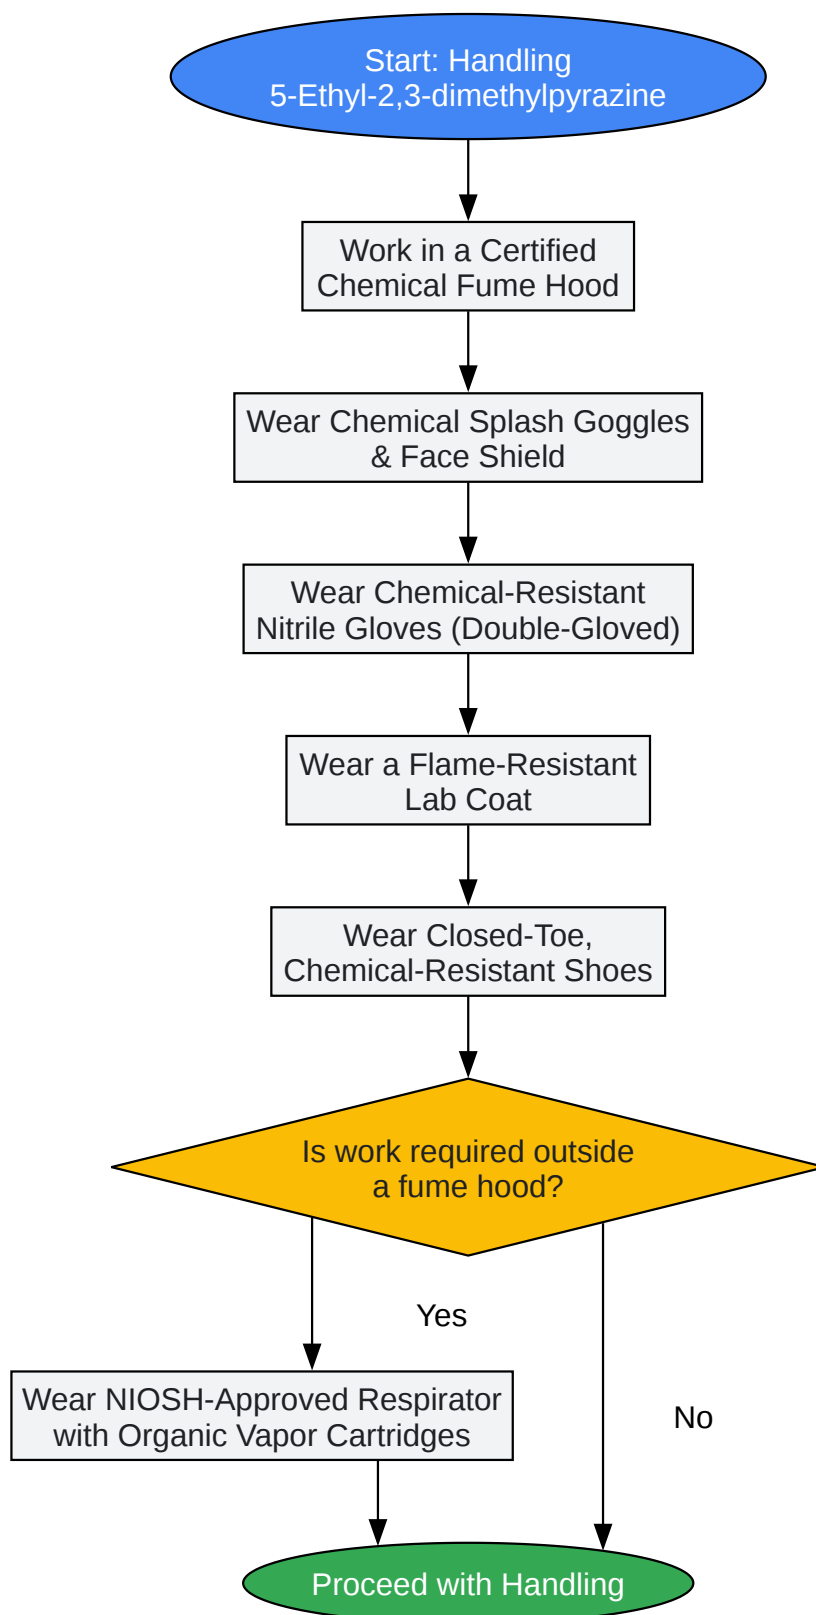 Start: Handling
5-Ethyl-2,3-dimethylpyrazine
Work in a Certified
Chemical Fume Hood
Wear Chemical Splash Goggles
& Face Shield
Wear Chemical-Resistant
Nitrile Gloves (Double-Gloved)
Wear a Flame-Resistant
Lab Coat
Wear Closed-Toe,
Chemical-Resistant Shoes
Is work required outside
a fume hood?
Yes
Wear NIOSH-Approved Respirator
with Organic Vapor Cartridges
No
Proceed with Handling